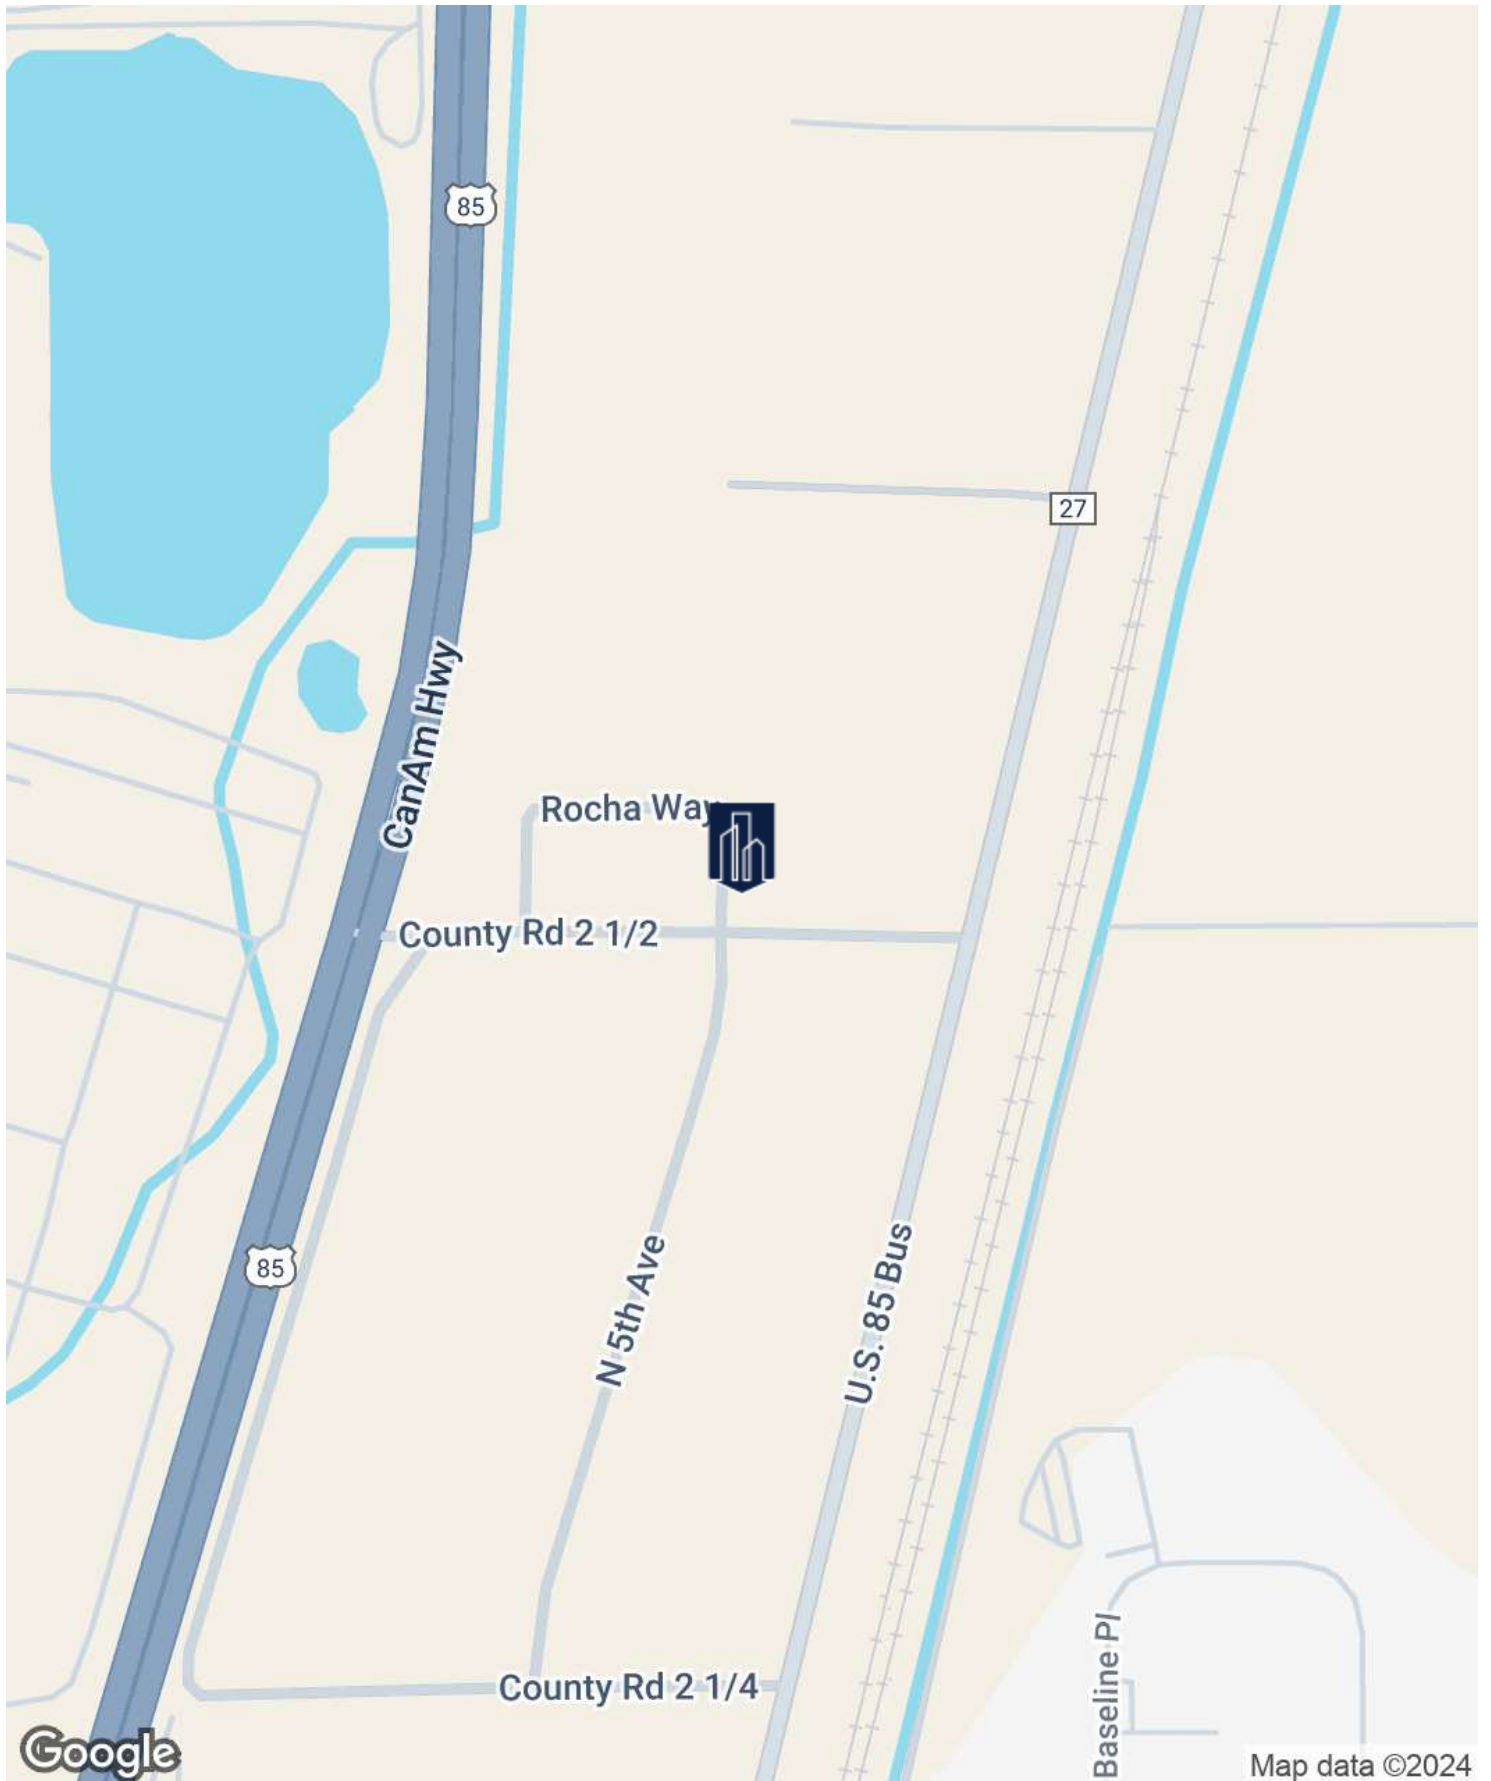 85
27
CanAm Hwy
Rocha Way
County Rd 2 1/2
N 5th Ave
U.S. 85 Bus
85
Baseline Pl
County Rd 2 1/4
Google
Map data ©2024